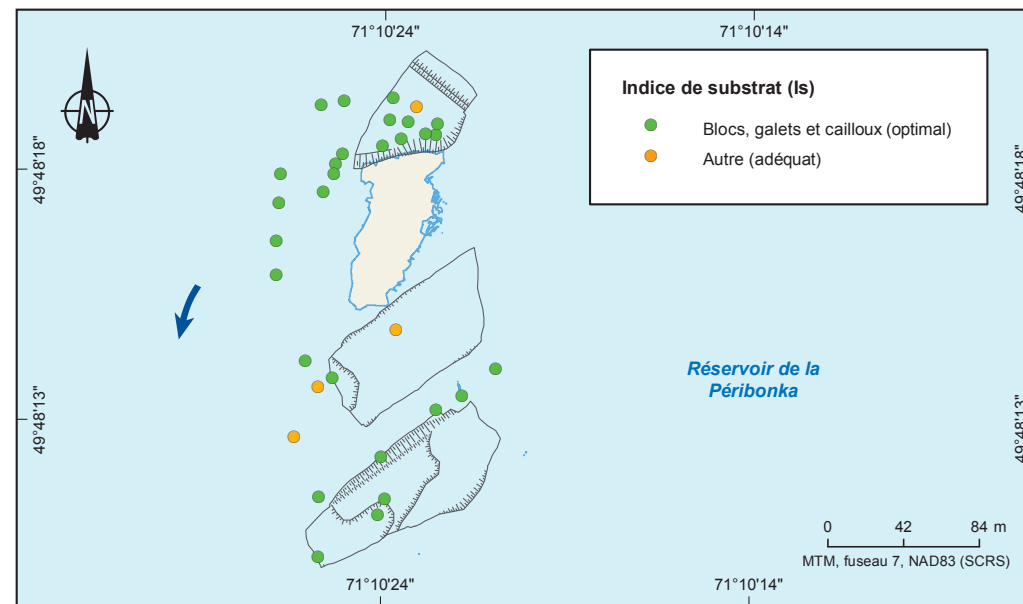 71°10'24"
71°10'14"
N
Indice de substrat (Is)
Blocs, galets et cailloux (optimal)
Autre (adéquat)
49°48'18"
49°48'18"
Réservoir de la
Péribonka
49°48'13"
49°48'13"
0 42 84 m
MTM, fuseau 7, NAD83 (SCRS)
71°10'24"
71°10'14"